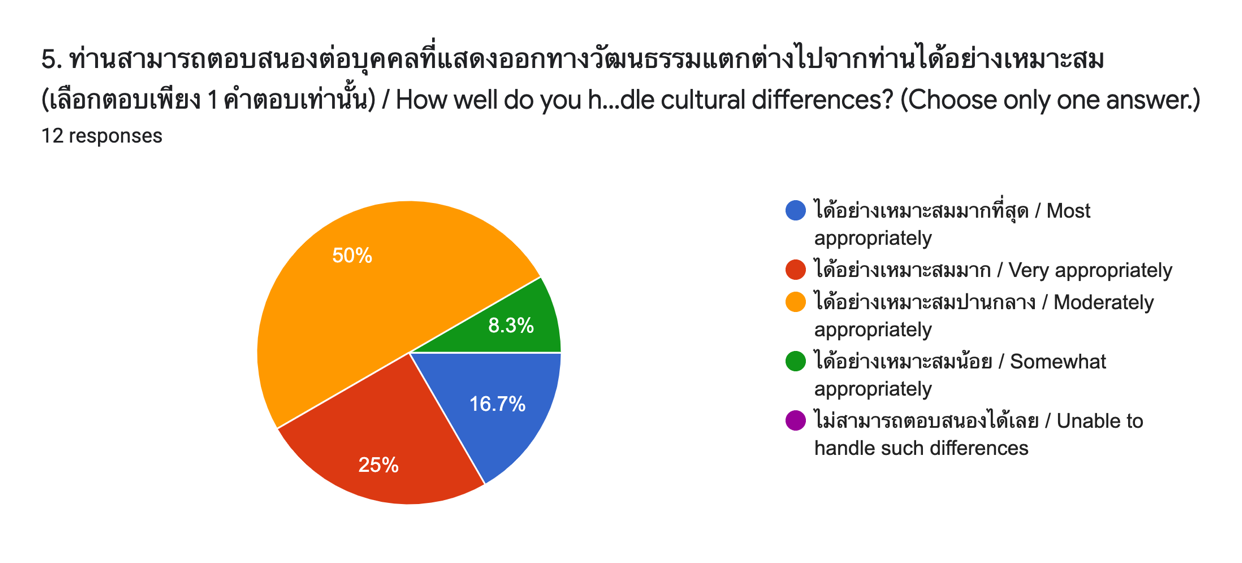 5. ท่านสามารถตอบสนองต่อบุคคลที่แสดงออกทางวัฒนธรรมแตกต่างไปจากท่านได้อย่างเหมาะสม
(เลือกตอบเพียง 1 คำตอบเท่านั้น) / How well do you h...dle cultural differences? (Choose only one answer.)
12 responses
50%
8.3%
16.7%
25%
ได้อย่างเหมาะสมมากที่สุด / Most
appropriately
ได้อย่างเหมาะสมมาก / Very appropriately
ได้อย่างเหมาะสมปานกลาง / Moderately
appropriately
ได้อย่างเหมาะสมน้อย / Somewhat
appropriately
ไม่สามารถตอบสนองได้เลย / Unable to
handle such differences